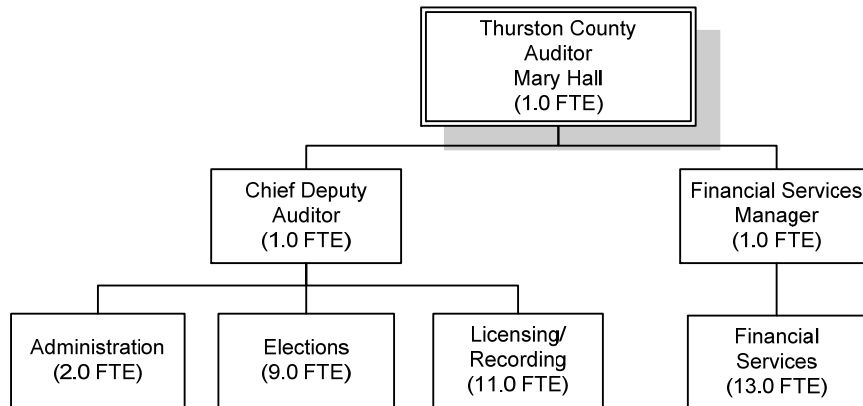 Thurston County
Auditor
Mary Hall
(1.0 FTE)
Chief Deputy
Auditor
(1.0 FTE)
Financial Services
Manager
(1.0 FTE)
Administration
(2.0 FTE)
Elections
(9.0 FTE)
Licensing/
Recording
(11.0 FTE)
Financial
Services
(13.0 FTE)